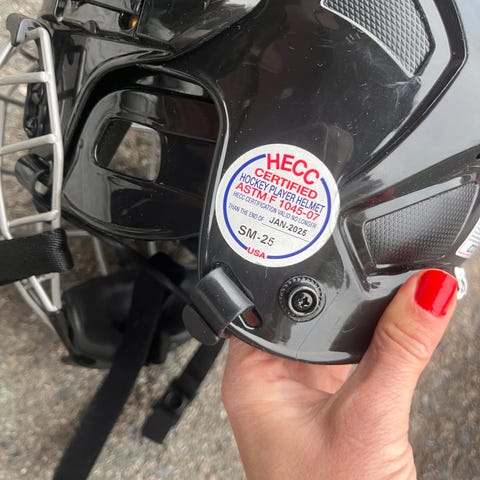 HECC
CERTIFIED
HOCKEY PLAYER HELMET
ASTM F 1045-07
HECC CERTIFICATION VALID NO LONGER
THAN THE END OF JAN-2025
SM-25
USA